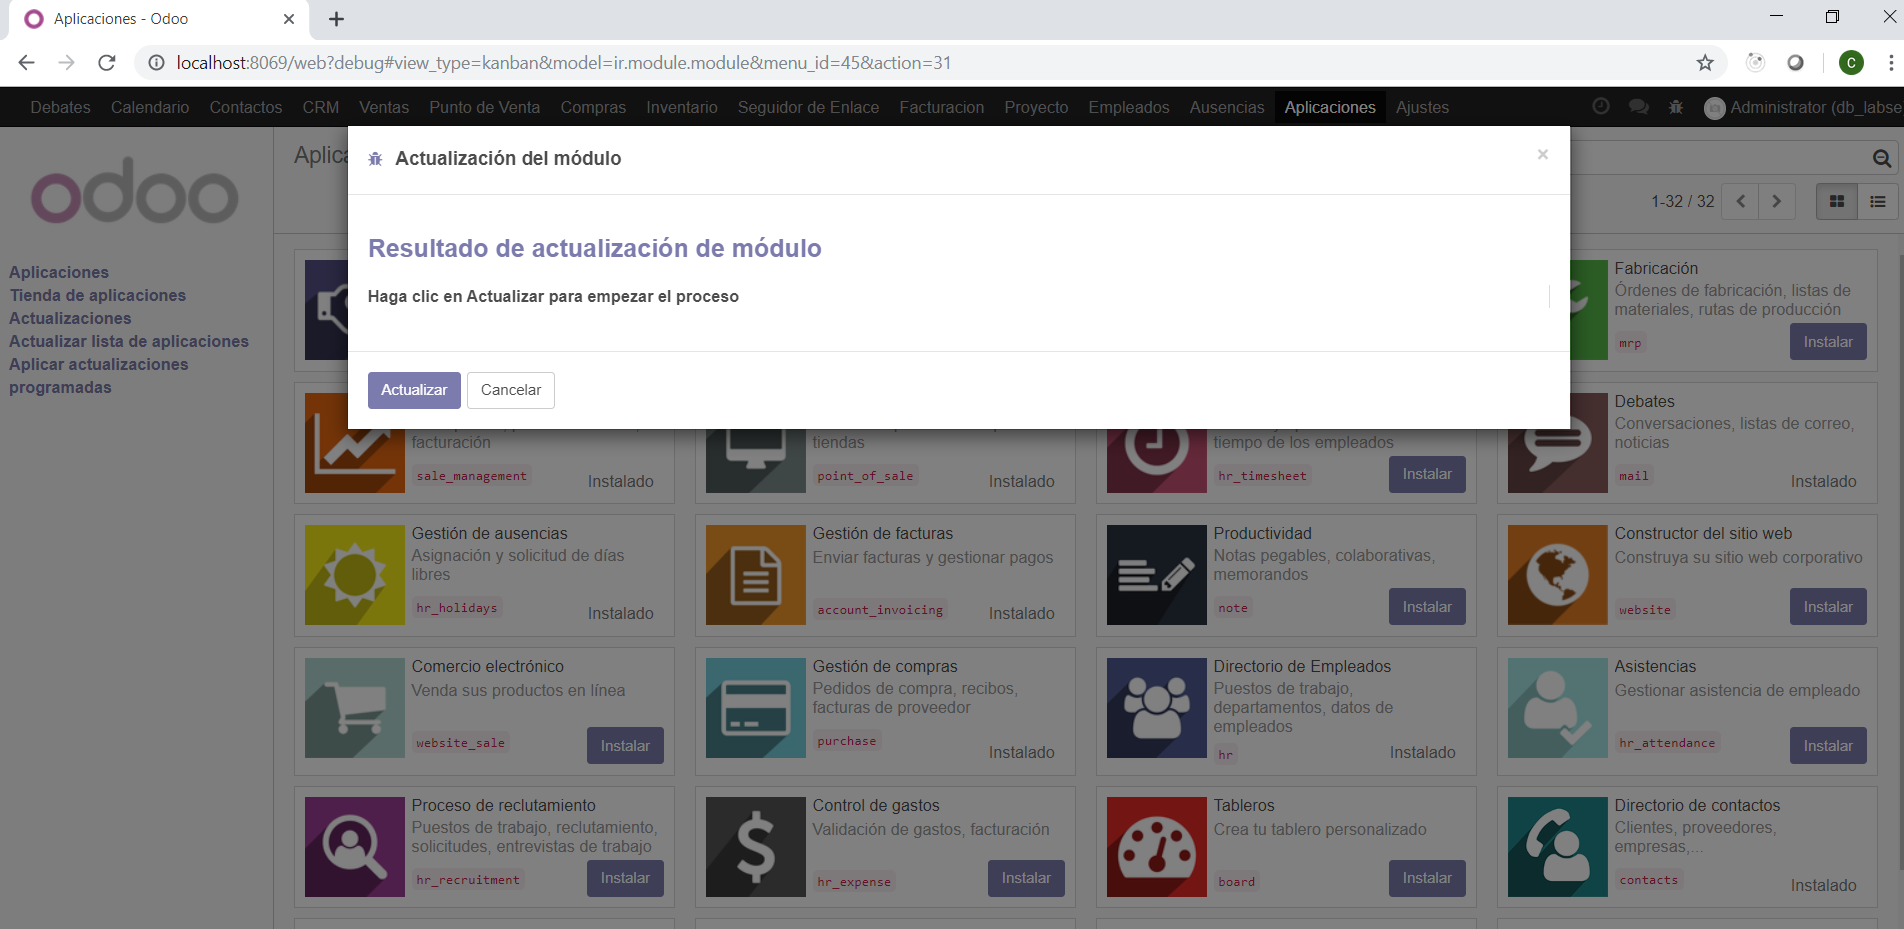 Aplicaciones - Odoo
localhost:8069/web?debug#view_type=kanban&model=ir.module.module&menu_id=45&action=31
C
Debates Calendario Contactos CRM Ventas Punto de Venta Compras Inventario Seguidor de Enlace Facturacion Proyecto Empleados Ausencias Aplicaciones Ajustes Administrator (db_labse
odoo
Aplicaciones
Tienda de aplicaciones
Actualizaciones
Actualizar lista de aplicaciones
Aplicar actualizaciones
programadas
Aplica
1-32 / 32
Actualización del módulo
×
Resultado de actualización de módulo
Haga clic en Actualizar para empezar el proceso
Actualizar Cancelar
Fabricación
Órdenes de fabricación, listas de
materiales, rutas de producción
mrp Instalar
facturación
sale_management Instalado
tiendas
point_of_sale Instalado
tiempo de los empleados
hr_timesheet Instalar
Debates
Conversaciones, listas de correo,
noticias
mail Instalado
Gestión de ausencias
Asignación y solicitud de días
libres
hr_holidays Instalado
Gestión de facturas
Enviar facturas y gestionar pagos
account_invoicing Instalado
Productividad
Notas pegables, colaborativas,
memorandos
note Instalar
Constructor del sitio web
Construya su sitio web corporativo
website Instalar
Comercio electrónico
Venda sus productos en línea
website_sale Instalar
Gestión de compras
Pedidos de compra, recibos,
facturas de proveedor
purchase Instalado
Directorio de Empleados
Puestos de trabajo,
departamentos, datos de
empleados
hr Instalado
Asistencias
Gestionar asistencia de empleado
hr_attendance Instalar
Proceso de reclutamiento
Puestos de trabajo, reclutamiento,
solicitudes, entrevistas de trabajo
hr_recruitment Instalar
Control de gastos
Validación de gastos, facturación
hr_expense Instalar
Tableros
Crea tu tablero personalizado
board Instalar
Directorio de contactos
Clientes, proveedores,
empresas,...
contacts Instalado